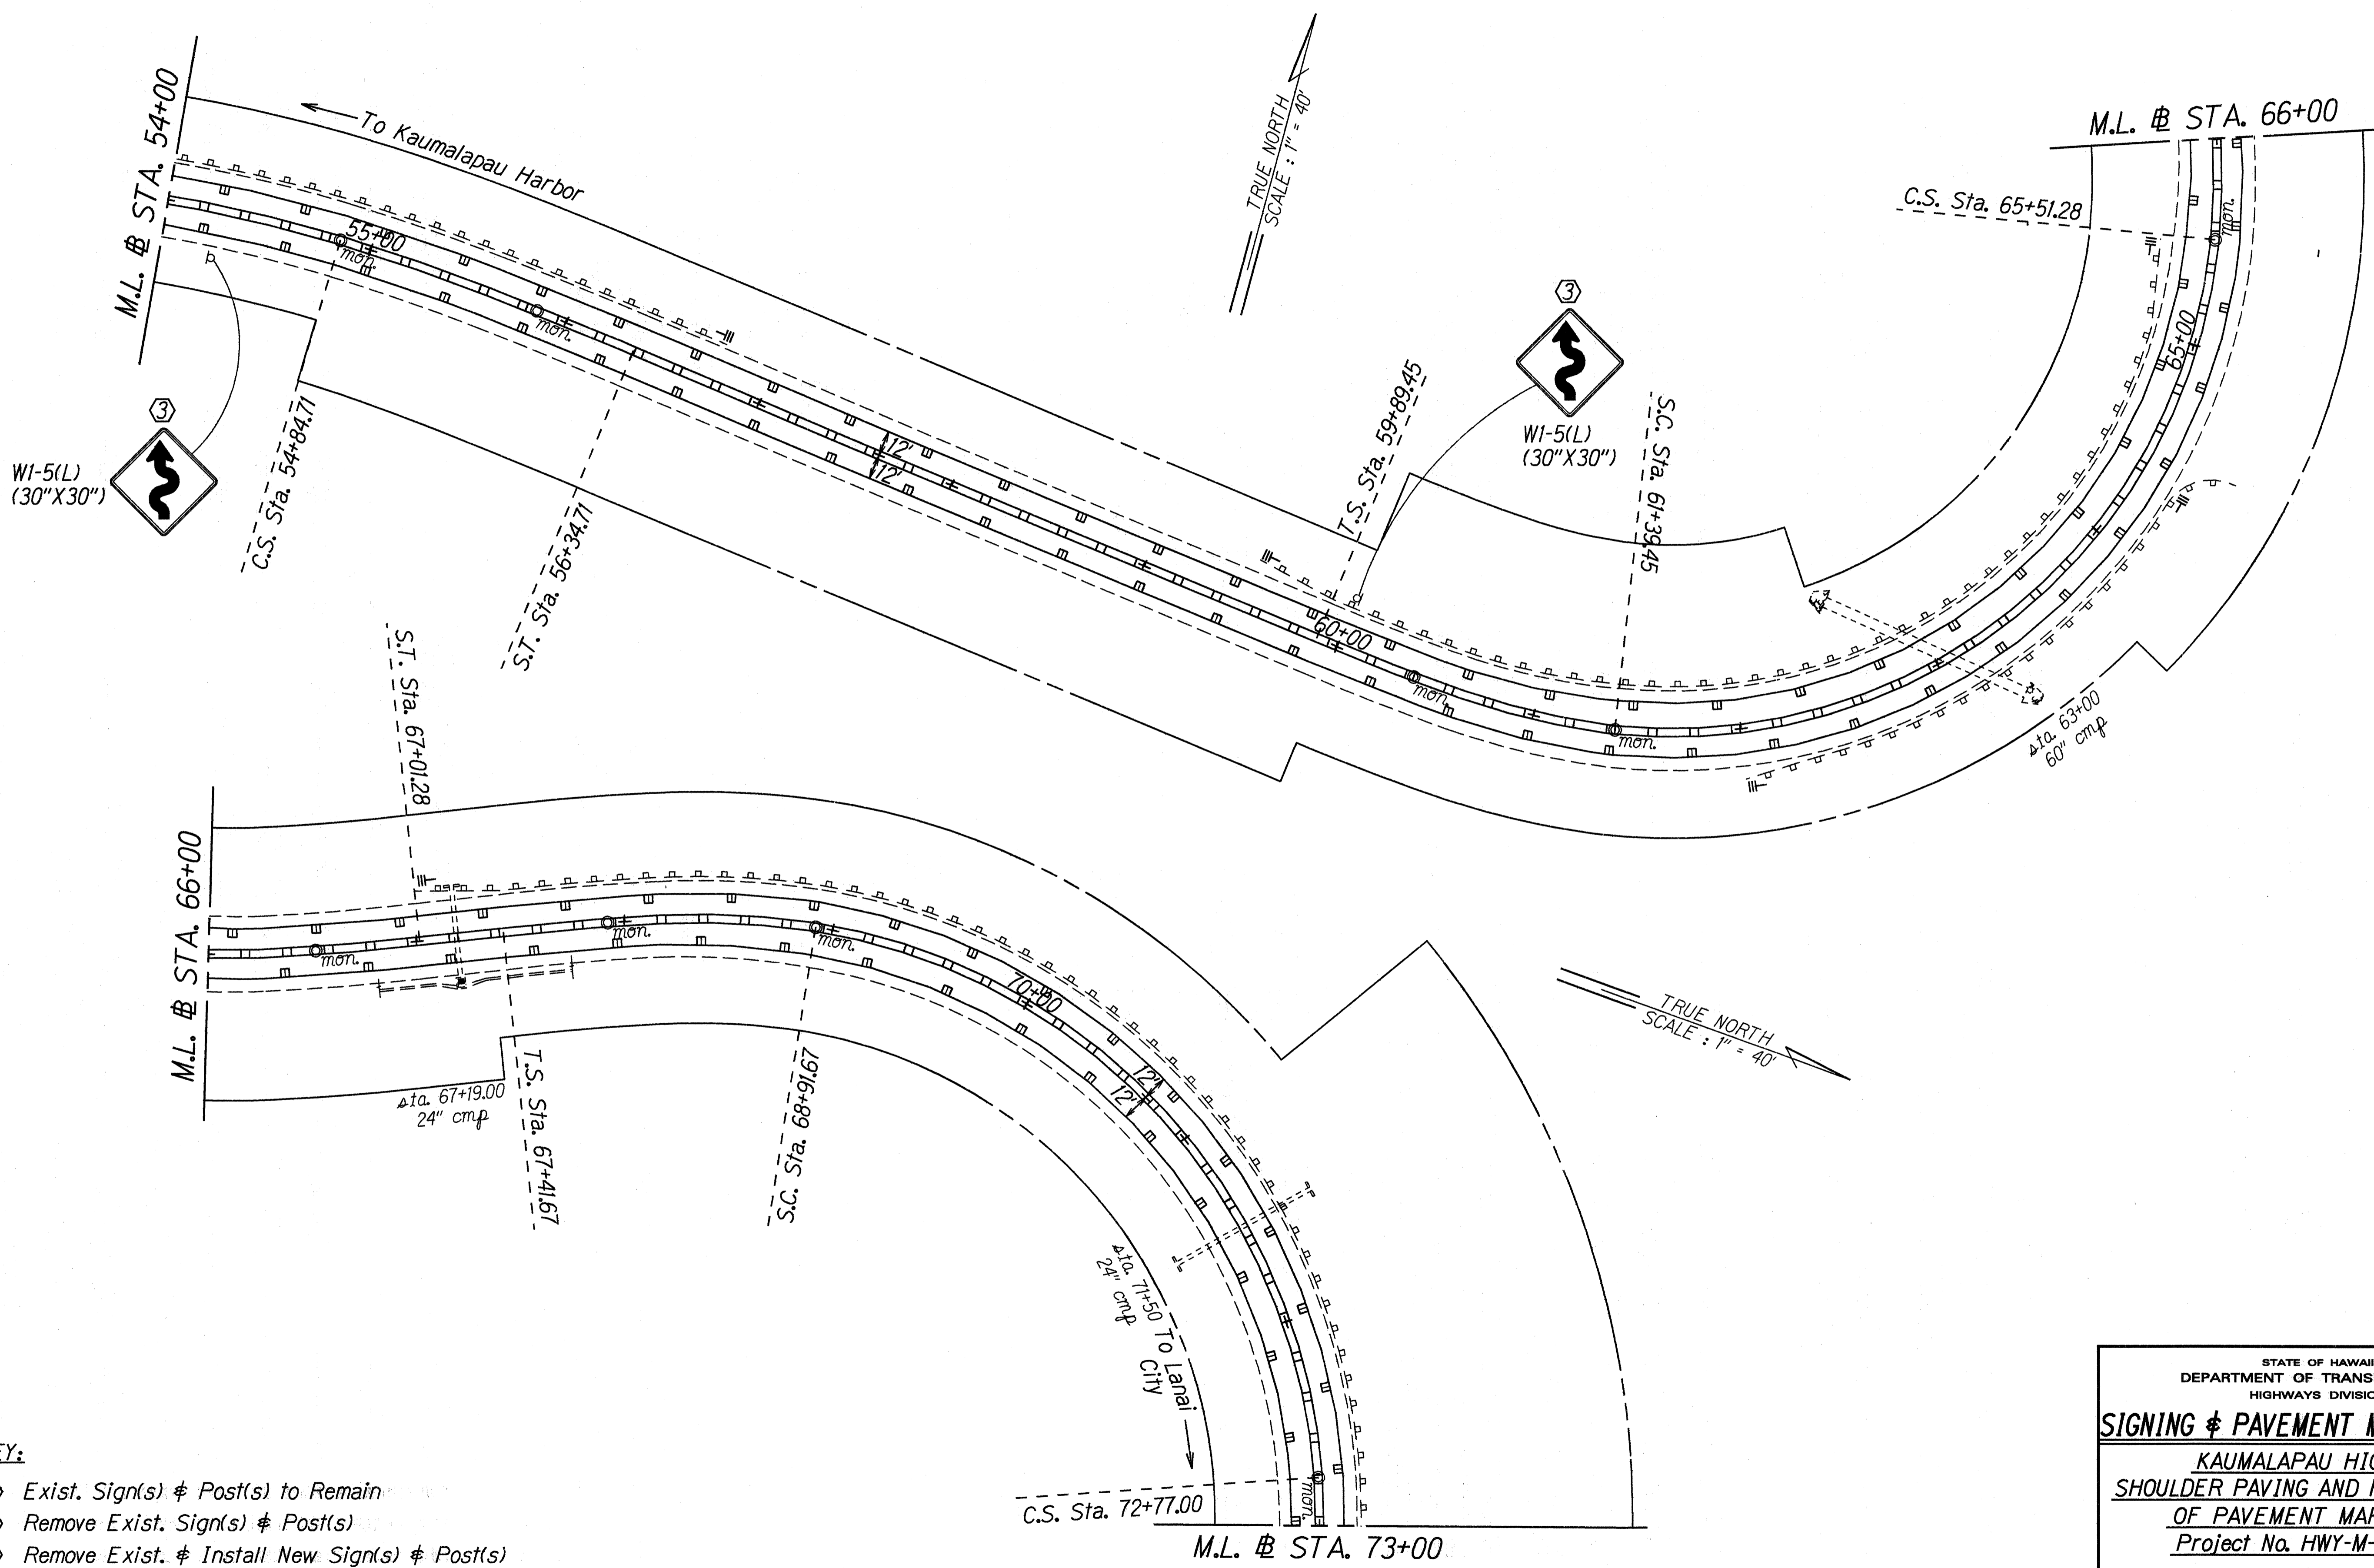 M.L. B STA. 54+00
To Kaumalapau Harbor
TRUE NORTH
SCALE : 1" = 40'
M.L. B STA. 66+00
C.S. Sta. 65+51.28
mon.
55+00
mon.
mon.
3
W1-5(L)
(30"X30")
3
W1-5(L)
(30"X30")
C.S. Sta. 54+84.71
S.T. Sta. 56+34.71
12'
12'
T.S. Sta. 59+89.45
S.C. Sta. 61+39.45
65+00
60+00
mon.
mon.
sta. 63+00
60" cmp
S.T. Sta. 67+01.28
M.L. B STA. 66+00
mon.
mon.
mon.
70+00
12'
12'
sta. 67+19.00
24" cmp
T.S. Sta. 67+41.67
S.C. Sta. 68+91.67
TRUE NORTH
SCALE : 1" = 40'
sta. 71+50
24" cmp
To Lanai
City
C.S. Sta. 72+77.00
mon.
M.L. B STA. 73+00
EY:
Exist. Sign(s) & Post(s) to Remain
Remove Exist. Sign(s) & Post(s)
Remove Exist. & Install New Sign(s) & Post(s)
STATE OF HAWAII
DEPARTMENT OF TRANS
HIGHWAYS DIVISIO
SIGNING & PAVEMENT M
KAUMALAPAU HIG
SHOULDER PAVING AND
OF PAVEMENT MAR
Project No. HWY-M-